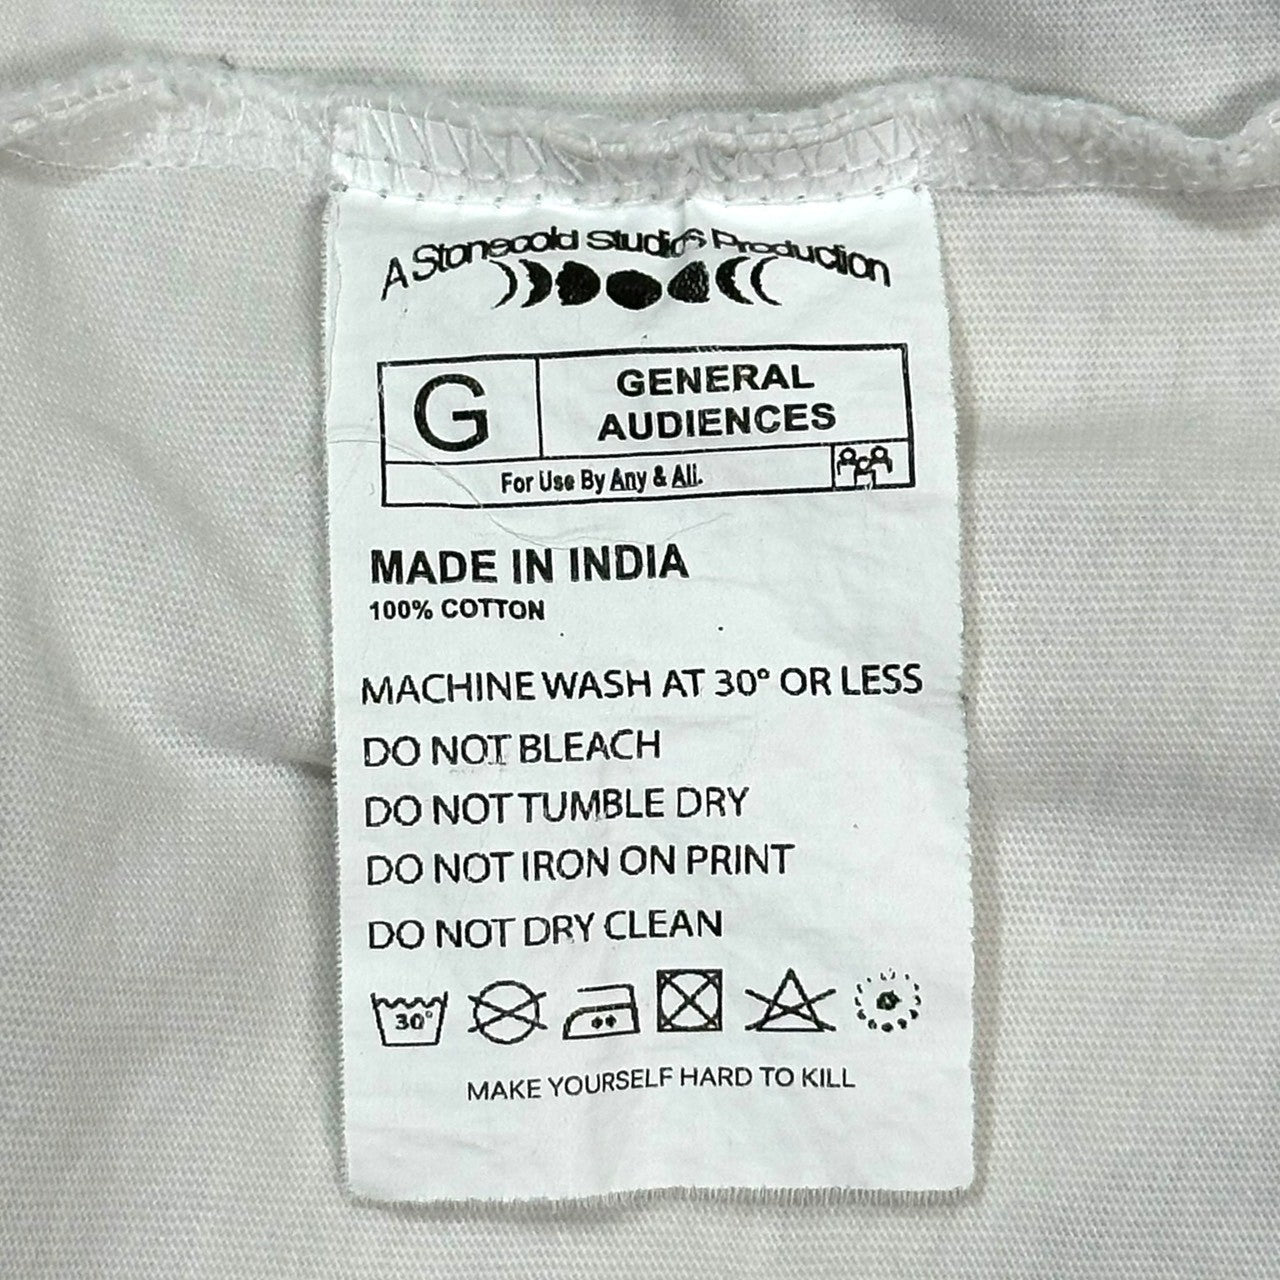 A Stonecold Studios Production
G
GENERAL
AUDIENCES
For Use By Any & All.
MADE IN INDIA
100% COTTON
MACHINE WASH AT 30° OR LESS
DO NOT BLEACH
DO NOT TUMBLE DRY
DO NOT IRON ON PRINT
DO NOT DRY CLEAN
30°
MAKE YOURSELF HARD TO KILL